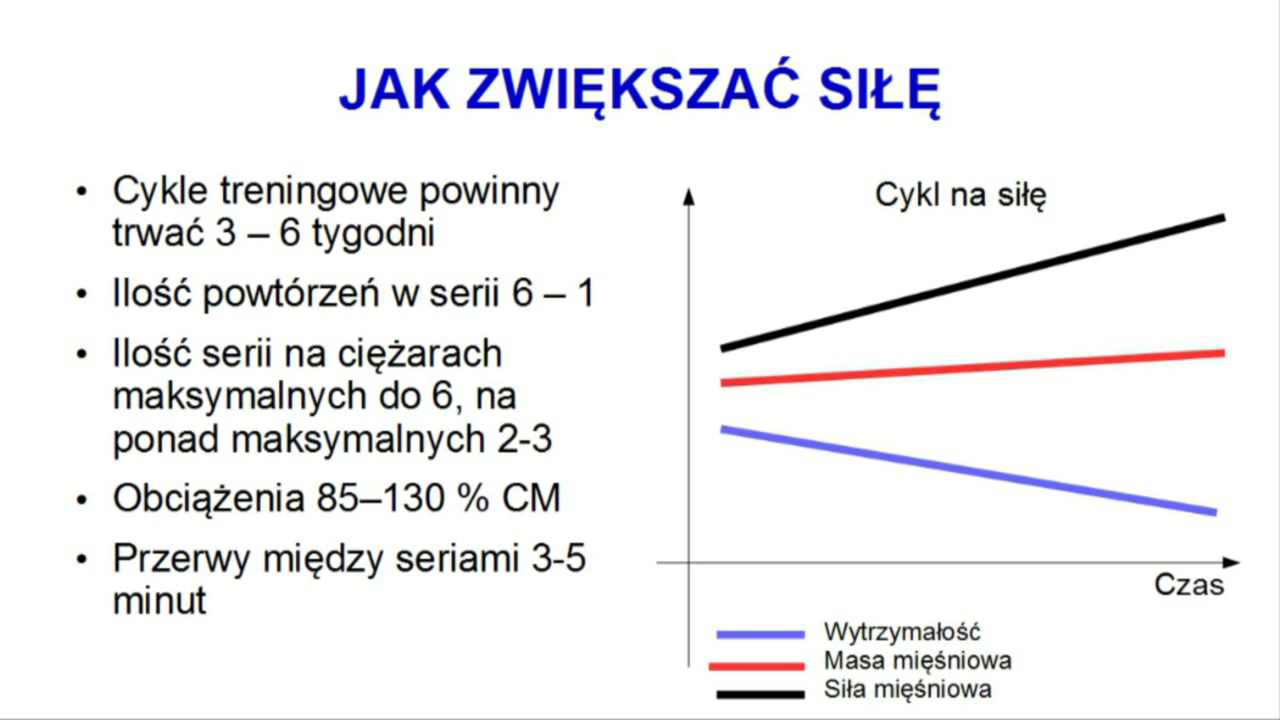 JAK ZWIĘKSZAĆ SIŁĘ
• Cykle treningowe powinny
trwać 3 – 6 tygodni
• Ilość powtórzeń w serii 6 – 1
• Ilość serii na ciężarach
maksymalnych do 6, na
ponad maksymalnych 2-3
• Obciążenia 85–130 % CM
• Przerwy między seriami 3-5
minut
Cykl na siłę
Czas
Wytrzymałość
Masa mięśniowa
Siła mięśniowa